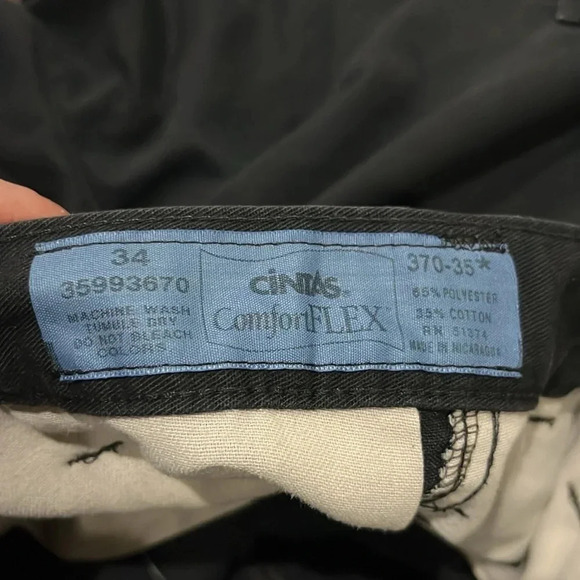 34
35993670
MACHINE WASH
TUMBLE DRY
DO NOT BLEACH
COLORS
CiNTAS®
ComfortFLEX™
370-35*
65% POLYESTER
35% COTTON
RN 51374
MADE IN NICARAGUA